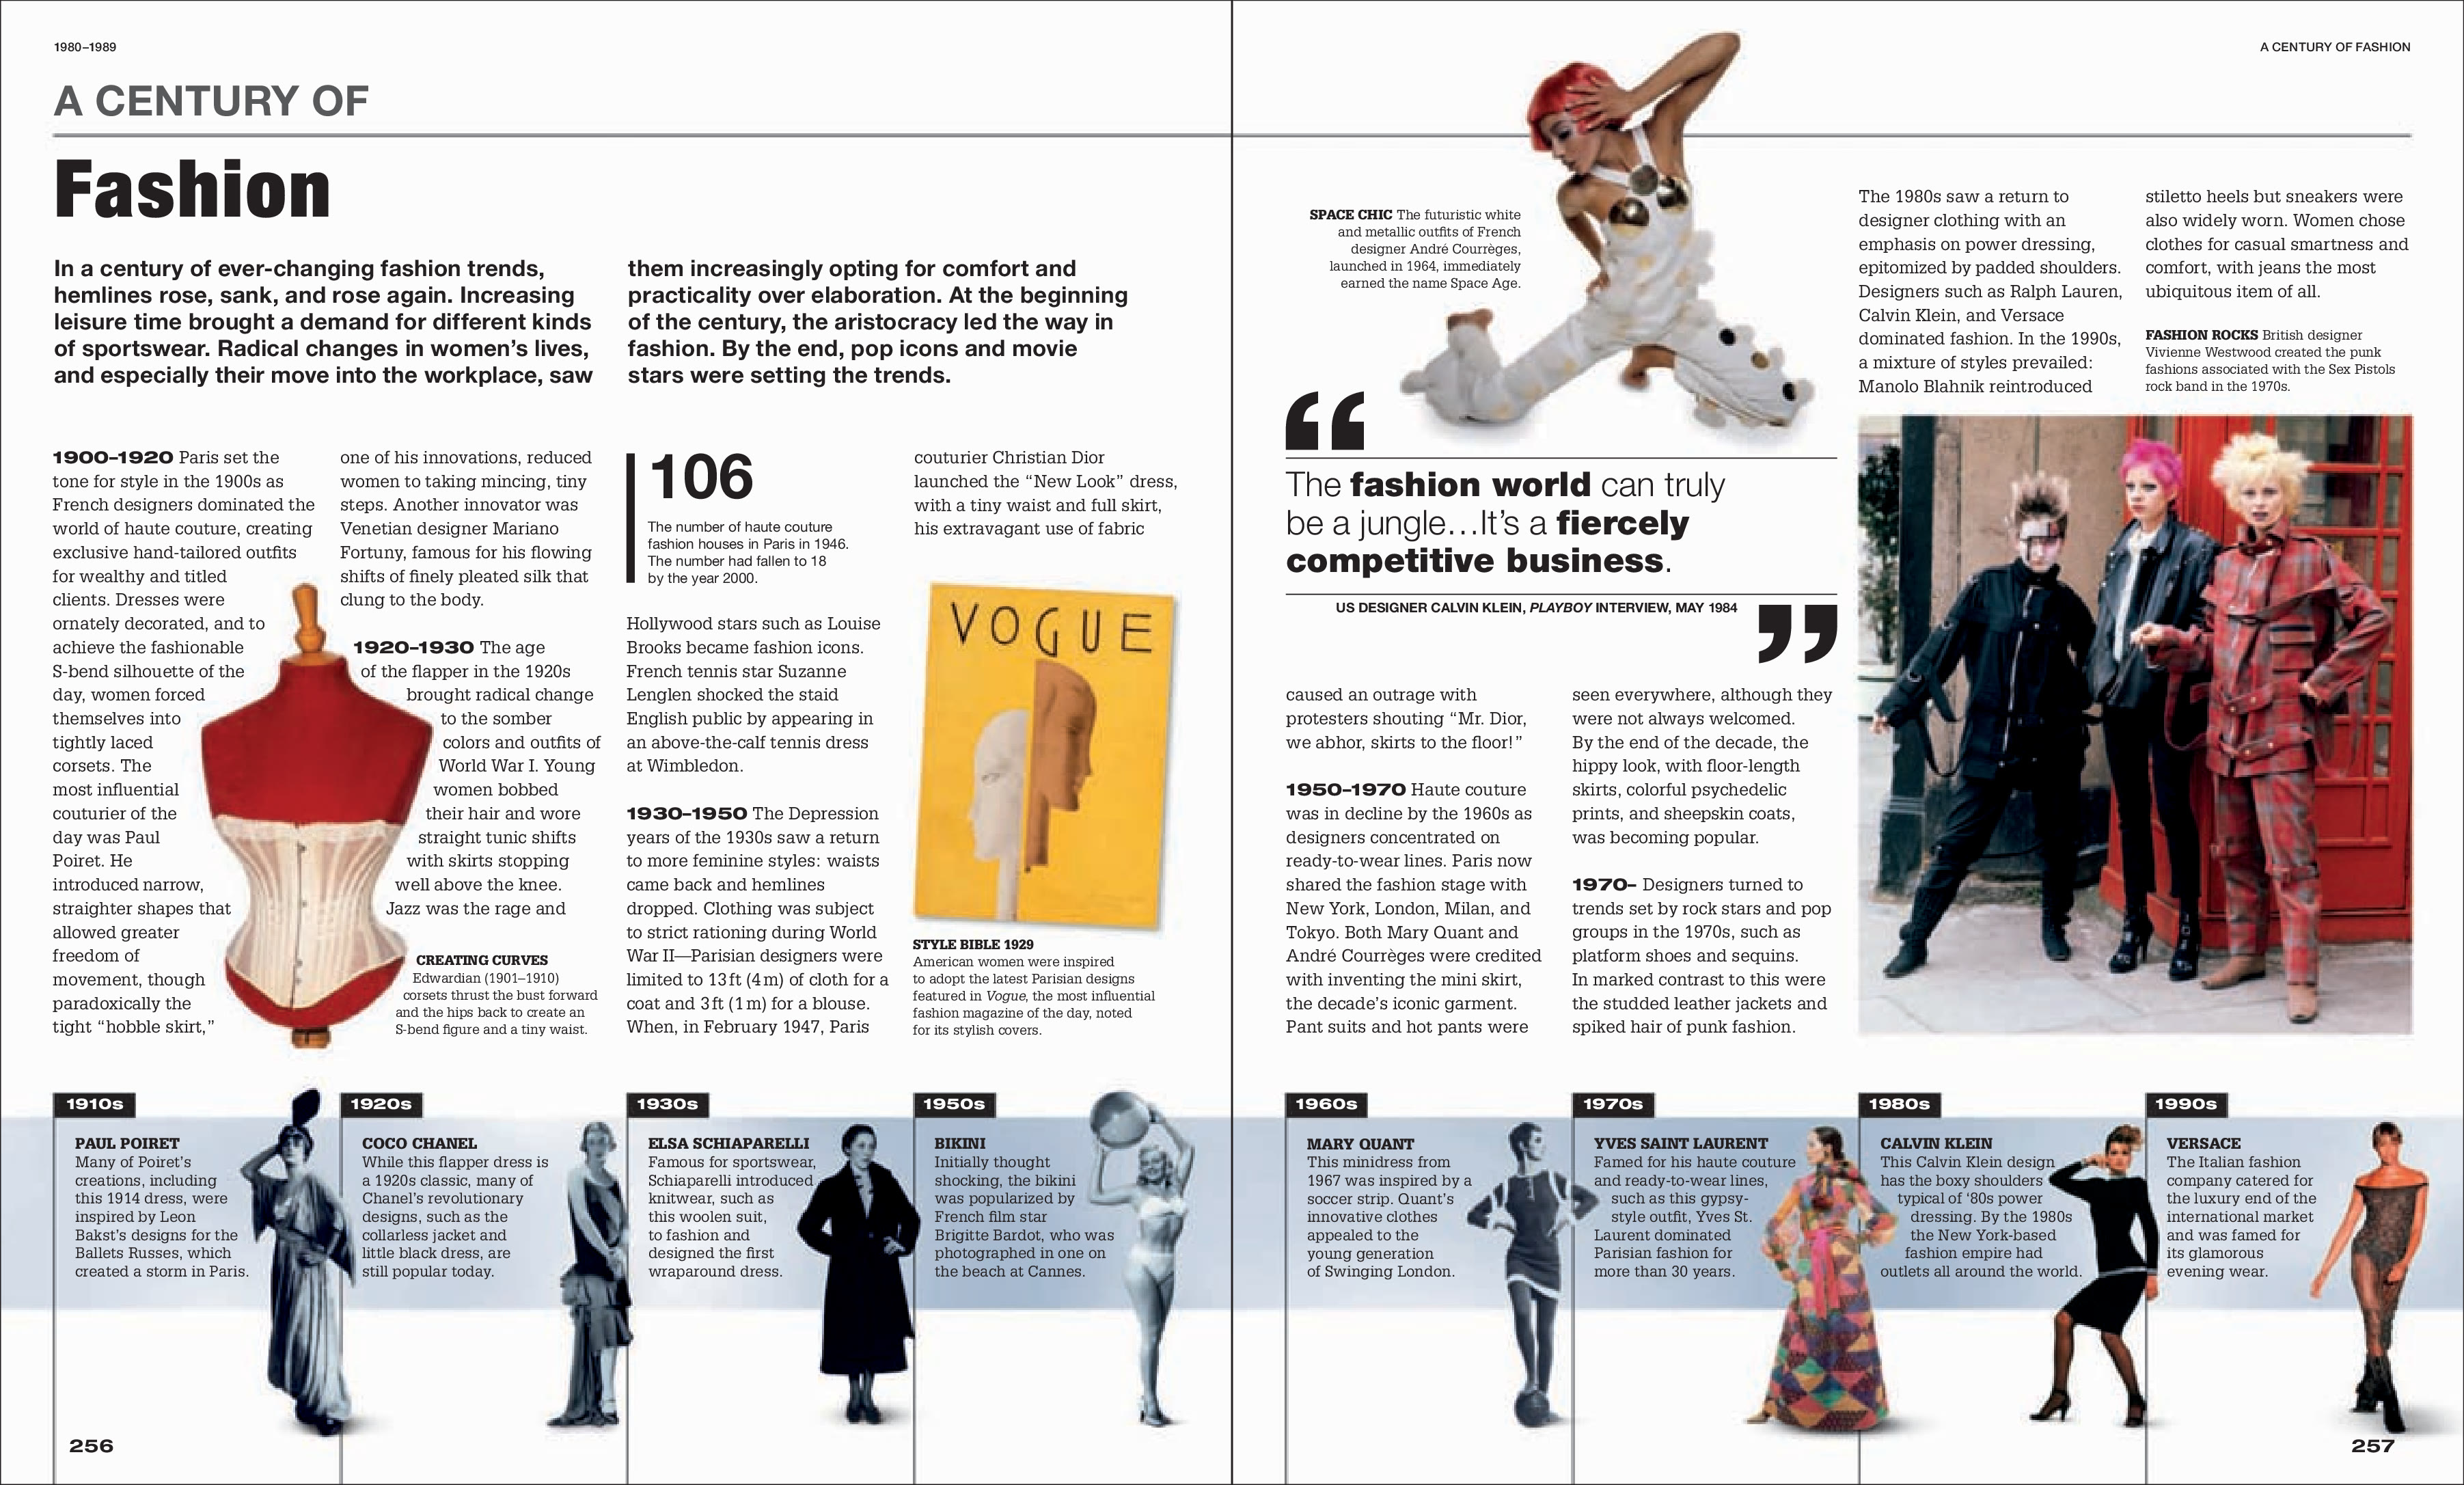 1980–1989
A CENTURY OF
Fashion
In a century of ever-changing fashion trends,
hemlines rose, sank, and rose again. Increasing
leisure time brought a demand for different kinds
of sportswear. Radical changes in women's lives,
and especially their move into the workplace, saw
them increasingly opting for comfort and
practicality over elaboration. At the beginning
of the century, the aristocracy led the way in
fashion. By the end, pop icons and movie
stars were setting the trends.
1900–1920 Paris set the
tone for style in the 1900s as
French designers dominated the
world of haute couture, creating
exclusive hand-tailored outfits
for wealthy and titled
clients. Dresses were
ornately decorated, and to
achieve the fashionable
S-bend silhouette of the
day, women forced
themselves into
tightly laced
corsets. The
most influential
couturier of the
day was Paul
Poiret. He
introduced narrow,
straighter shapes that
allowed greater
freedom of
movement, though
paradoxically the
tight “hobble skirt,”
one of his innovations, reduced
women to taking mincing, tiny
steps. Another innovator was
Venetian designer Mariano
Fortuny, famous for his flowing
shifts of finely pleated silk that
clung to the body.
1920–1930 The age
of the flapper in the 1920s
brought radical change
to the somber
colors and outfits of
World War I. Young
women bobbed
their hair and wore
straight tunic shifts
with skirts stopping
well above the knee.
Jazz was the rage and
CREATING CURVES
Edwardian (1901–1910)
corsets thrust the bust forward
and the hips back to create an
S-bend figure and a tiny waist.
106
The number of haute couture
fashion houses in Paris in 1946.
The number had fallen to 18
by the year 2000.
Hollywood stars such as Louise
Brooks became fashion icons.
French tennis star Suzanne
Lenglen shocked the staid
English public by appearing in
an above-the-calf tennis dress
at Wimbledon.
1930–1950 The Depression
years of the 1930s saw a return
to more feminine styles: waists
came back and hemlines
dropped. Clothing was subject
to strict rationing during World
War II—Parisian designers were
limited to 13 ft (4 m) of cloth for a
coat and 3 ft (1 m) for a blouse.
When, in February 1947, Paris
couturier Christian Dior
launched the “New Look” dress,
with a tiny waist and full skirt,
his extravagant use of fabric
VOGUE
STYLE BIBLE 1929
American women were inspired
to adopt the latest Parisian designs
featured in Vogue, the most influential
fashion magazine of the day, noted
for its stylish covers.
1910s
PAUL POIRET
Many of Poiret's
creations, including
this 1914 dress, were
inspired by Leon
Bakst's designs for the
Ballets Russes, which
created a storm in Paris.
1920s
COCO CHANEL
While this flapper dress is
a 1920s classic, many of
Chanel's revolutionary
designs, such as the
collarless jacket and
little black dress, are
still popular today.
1930s
ELSA SCHIAPARELLI
Famous for sportswear,
Schiaparelli introduced
knitwear, such as
this woolen suit,
to fashion and
designed the first
wraparound dress.
1950s
BIKINI
Initially thought
shocking, the bikini
was popularized by
French film star
Brigitte Bardot, who was
photographed in one on
the beach at Cannes.
256
A CENTURY OF FASHION
SPACE CHIC The futuristic white
and metallic outfits of French
designer André Courrèges,
launched in 1964, immediately
earned the name Space Age.
“
The fashion world can truly
be a jungle…It's a fiercely
competitive business.
US DESIGNER CALVIN KLEIN, PLAYBOY INTERVIEW, MAY 1984
”
caused an outrage with
protesters shouting “Mr. Dior,
we abhor, skirts to the floor!”
1950–1970 Haute couture
was in decline by the 1960s as
designers concentrated on
ready-to-wear lines. Paris now
shared the fashion stage with
New York, London, Milan, and
Tokyo. Both Mary Quant and
André Courrèges were credited
with inventing the mini skirt,
the decade's iconic garment.
Pant suits and hot pants were
seen everywhere, although they
were not always welcomed.
By the end of the decade, the
hippy look, with floor-length
skirts, colorful psychedelic
prints, and sheepskin coats,
was becoming popular.
1970– Designers turned to
trends set by rock stars and pop
groups in the 1970s, such as
platform shoes and sequins.
In marked contrast to this were
the studded leather jackets and
spiked hair of punk fashion.
The 1980s saw a return to
designer clothing with an
emphasis on power dressing,
epitomized by padded shoulders.
Designers such as Ralph Lauren,
Calvin Klein, and Versace
dominated fashion. In the 1990s,
a mixture of styles prevailed:
Manolo Blahnik reintroduced
stiletto heels but sneakers were
also widely worn. Women chose
clothes for casual smartness and
comfort, with jeans the most
ubiquitous item of all.
FASHION ROCKS British designer
Vivienne Westwood created the punk
fashions associated with the Sex Pistols
rock band in the 1970s.
1960s
MARY QUANT
This minidress from
1967 was inspired by a
soccer strip. Quant's
innovative clothes
appealed to the
young generation
of Swinging London.
1970s
YVES SAINT LAURENT
Famed for his haute couture
and ready-to-wear lines,
such as this gypsy-
style outfit, Yves St.
Laurent dominated
Parisian fashion for
more than 30 years.
1980s
CALVIN KLEIN
This Calvin Klein design
has the boxy shoulders
typical of ‘80s power
dressing. By the 1980s
the New York-based
fashion empire had
outlets all around the world.
1990s
VERSACE
The Italian fashion
company catered for
the luxury end of the
international market
and was famed for
its glamorous
evening wear.
257